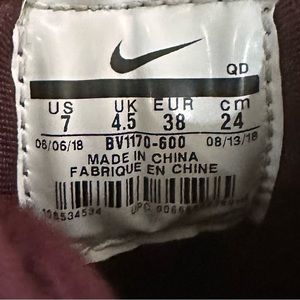 QD
US UK EUR cm
7 4.5 38 24
06/06/18 BV1170-600 08/13/18
MADE IN CHINA
FABRIQUE EN CHINE
UPC